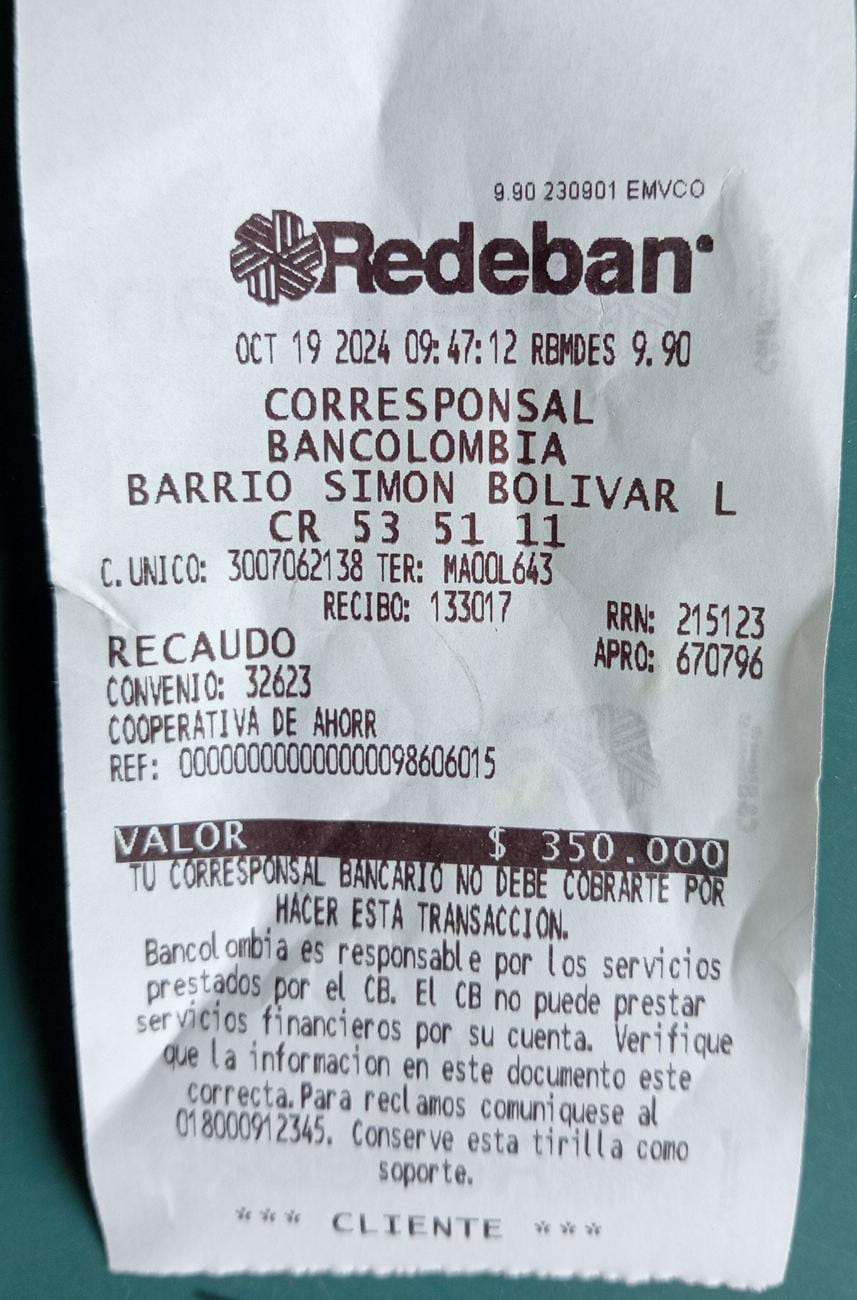 9.90 230901 EMVCO
Redeban
OCT 19 2024 09:47:12 RBMDES 9.90
CORRESPONSAL
BANCOLOMBIA
BARRIO SIMON BOLIVAR L
CR 53 51 11
C.UNICO: 3007062138 TER: MAOOL643
RECIBO: 133017 RRN: 215123
RECAUDO APRO: 670796
CONVENIO: 32623
COOPERATIVA DE AHORR
REF: 000000000000000098606015
VALOR $ 350.000
TU CORRESPONSAL BANCARIO NO DEBE COBRARTE POR
HACER ESTA TRANSACCION.
Bancolombia es responsable por los servicios
prestados por el CB. El CB no puede prestar
servicios financieros por su cuenta. Verifique
que la informacion en este documento este
correcta.Para reclamos comuniquese al
018000912345. Conserve esta tirilla como
soporte.
*** CLIENTE ***